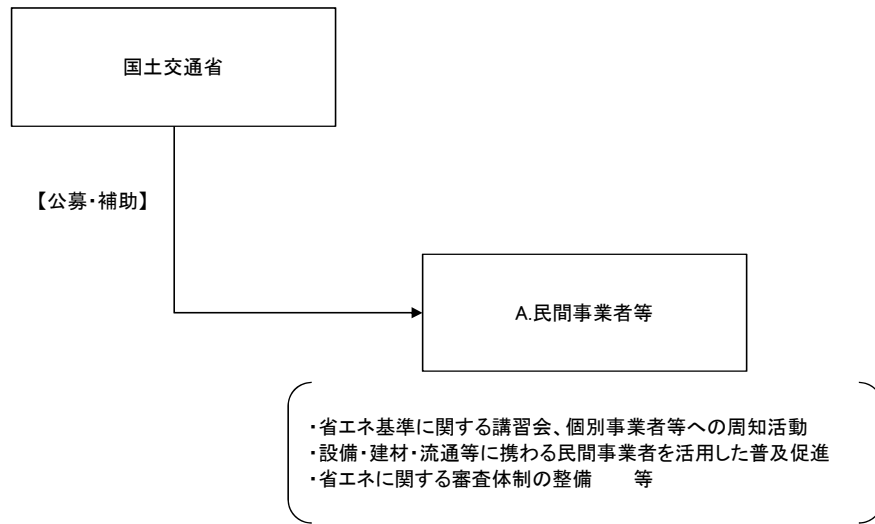 国土交通省
【公募・補助】
A.民間事業者等
・省エネ基準に関する講習会、個別事業者等への周知活動
・設備・建材・流通等に携わる民間事業者を活用した普及促進
・省エネに関する審査体制の整備　　等